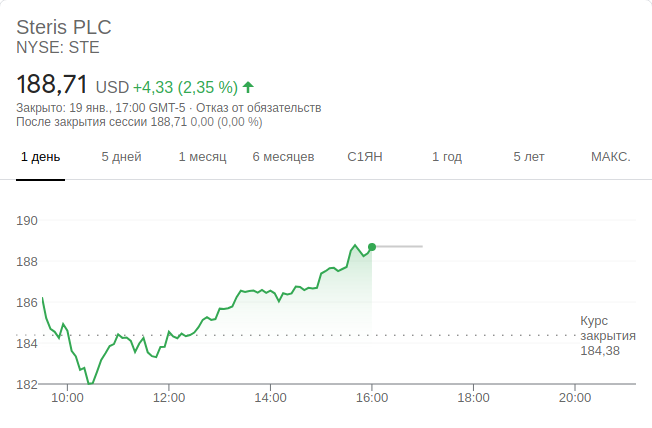 Steris PLC
NYSE: STE
188,71 USD +4,33 (2,35 %)
Закрыто: 19 янв., 17:00 GMT-5 · Отказ от обязательств
После закрытия сессии 188,71 0,00 (0,00 %)
1 день 5 дней 1 месяц 6 месяцев С1ЯН 1 год 5 лет МАКС.
190
188
186
184
182
Курс
закрытия
184,38
10:00 12:00 14:00 16:00 18:00 20:00